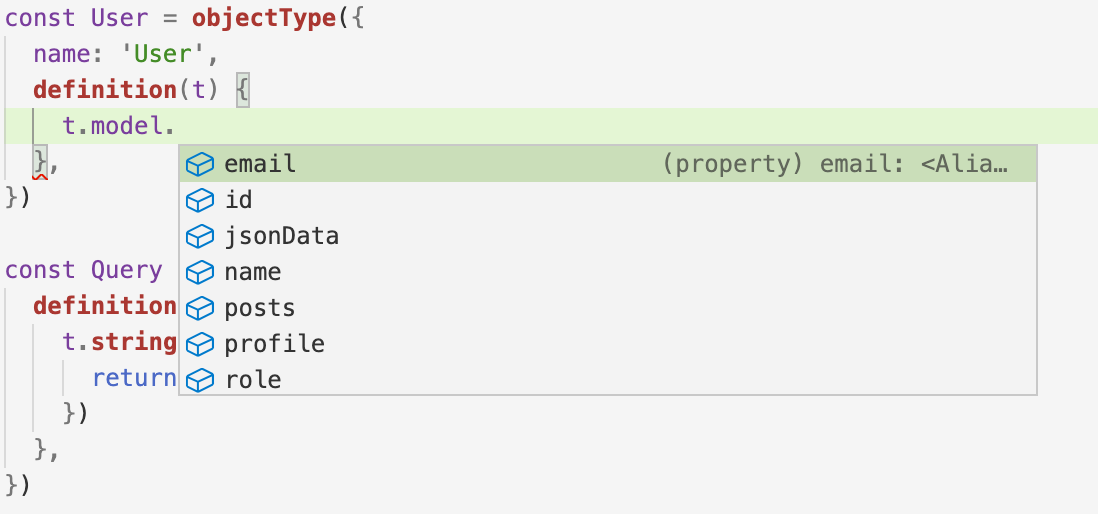 const User = objectType({
name: 'User',
definition(t) {
t.model.
},
email (property) email: <Alia…
})
id
jsonData
const Query
name
definition
posts
t.string
profile
return
role
})
},
})